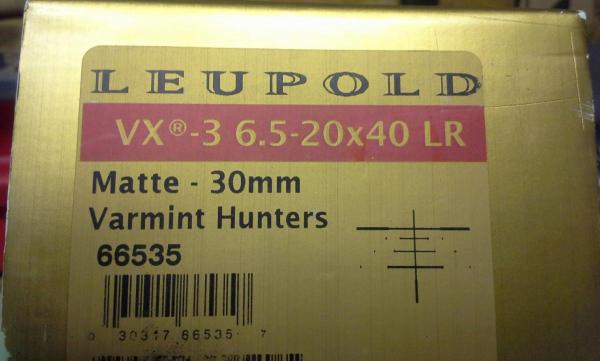 LEUPOLD
VX®-3 6.5-20x40 LR
Matte - 30mm
Varmint Hunters
66535
0 30317 66535 7